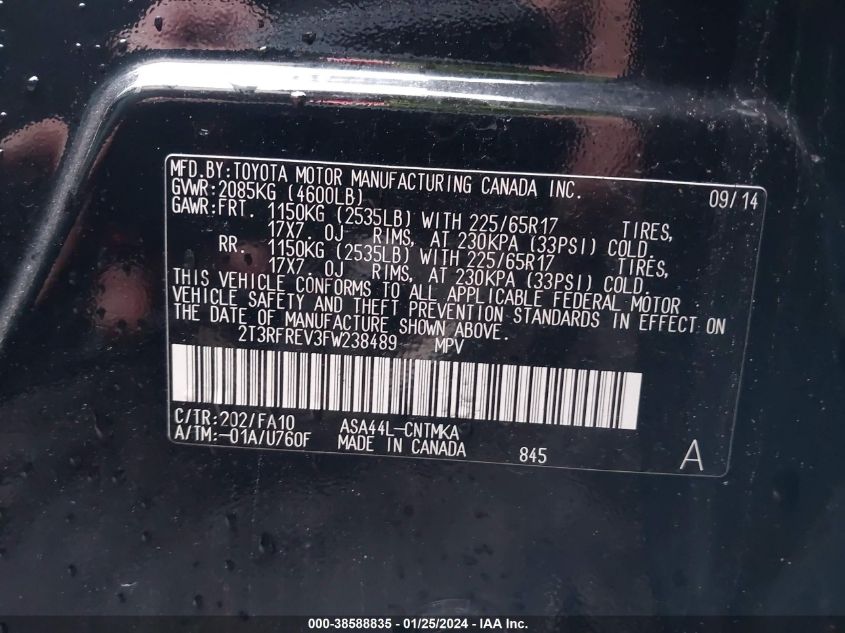 MFD.BY:TOYOTA MOTOR MANUFACTURING CANADA INC. 09/14
GVWR:2085KG (4600LB)
GAWR:FRT. 1150KG (2535LB) WITH 225/65R17 TIRES,
17X7.0J RIMS, AT 230KPA (33PSI) COLD.
RR. 1150KG (2535LB) WITH 225/65R17 TIRES,
17X7.0J RIMS, AT 230KPA (33PSI) COLD.
THIS VEHICLE CONFORMS TO ALL APPLICABLE FEDERAL MOTOR
VEHICLE SAFETY AND THEFT PREVENTION STANDARDS IN EFFECT ON
THE DATE OF MANUFACTURE SHOWN ABOVE.
2T3RFREV3FW238489 MPV
C/TR:202/FA10 ASA44L-CNTMKA
A/TM:-01A/U760F MADE IN CANADA 845 A
000-38588835 - 01/25/2024 - IAA Inc.